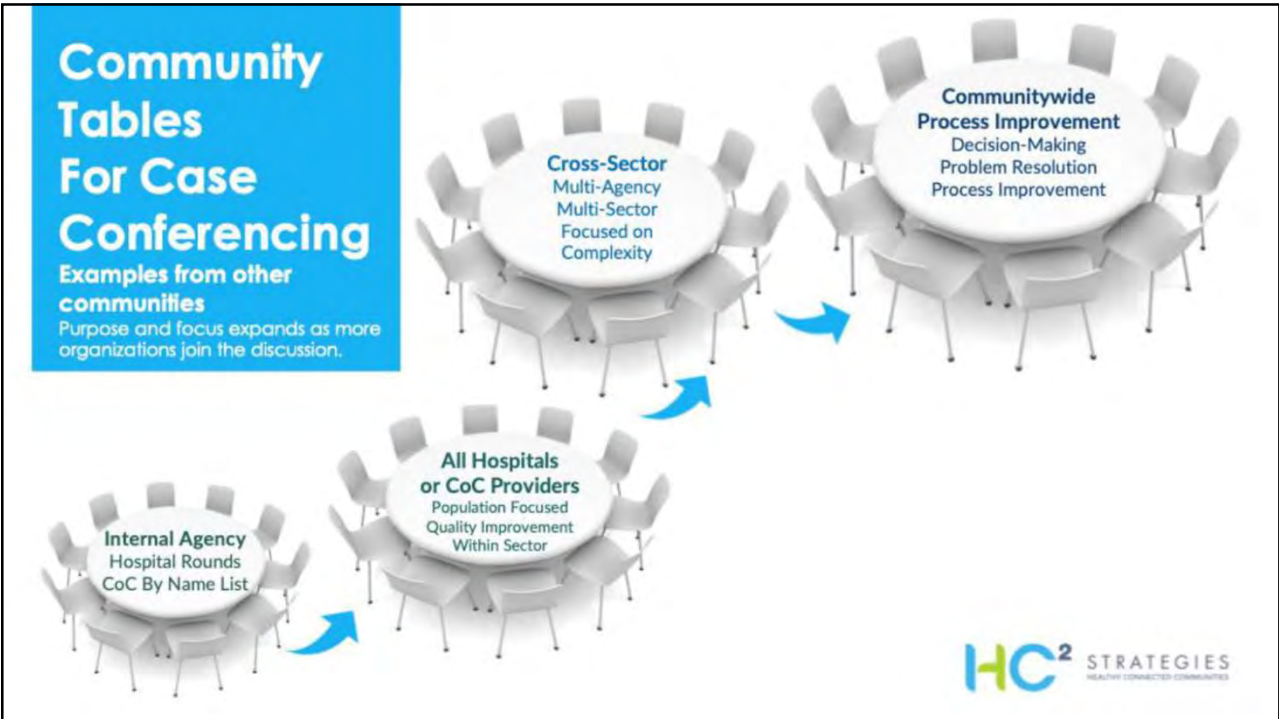 Community
Tables
For Case
Conferencing
Examples from other
communities
Purpose and focus expands as more
organizations join the discussion.
Internal Agency
Hospital Rounds
CoC By Name List
All Hospitals
or CoC Providers
Population Focused
Quality Improvement
Within Sector
Cross-Sector
Multi-Agency
Multi-Sector
Focused on
Complexity
Communitywide
Process Improvement
Decision-Making
Problem Resolution
Process Improvement
HC² STRATEGIES
HEALTHY CONNECTED COMMUNITIES